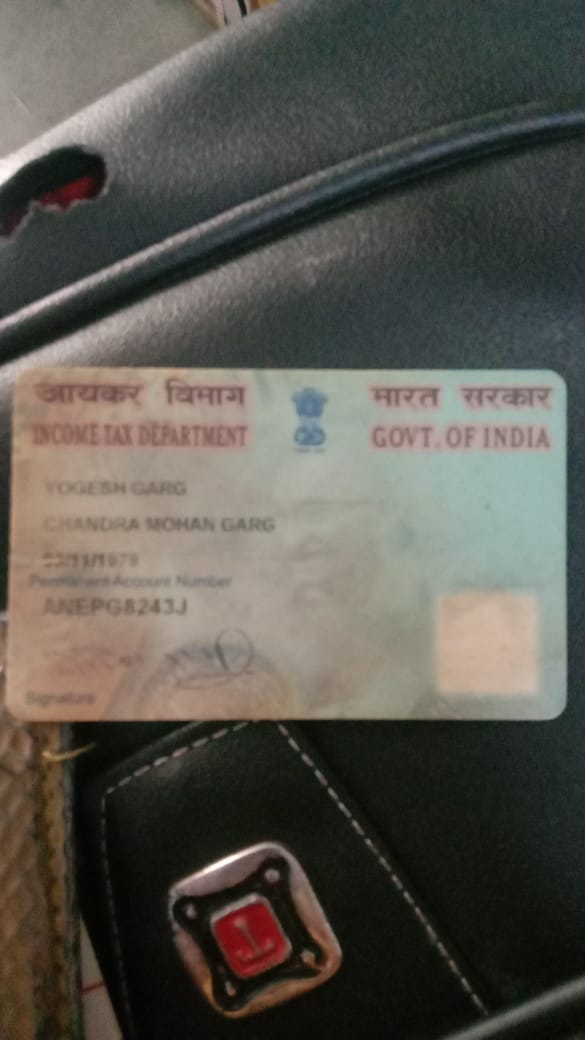 आयकर विभाग
भारत सरकार
INCOME TAX DEPARTMENT
GOVT. OF INDIA
YOGESH GARG
CHANDRA MOHAN GARG
/11/1979
Permanent Account Number
ANEPG8243J
Signature